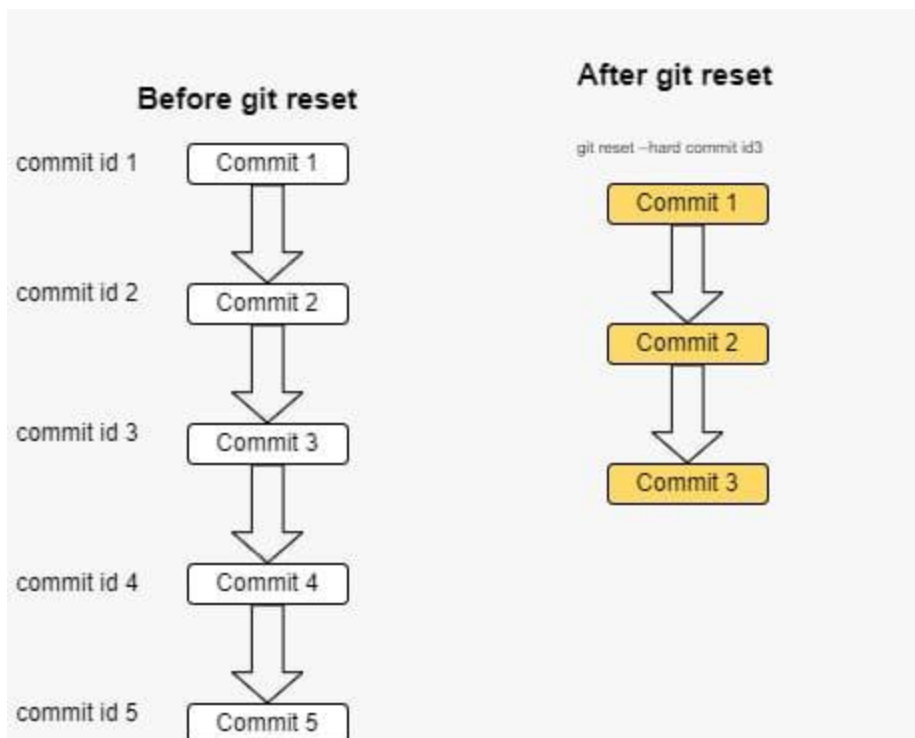 Before git reset
commit id 1
Commit 1
commit id 2
Commit 2
commit id 3
Commit 3
commit id 4
Commit 4
commit id 5
Commit 5
After git reset
git reset --hard commit id3
Commit 1
Commit 2
Commit 3